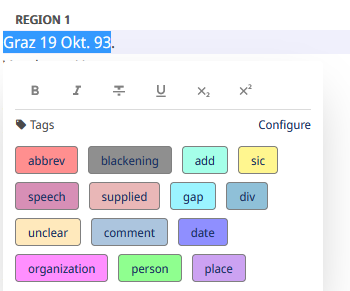 REGION 1
Graz 19 Okt. 93.
B I T U X₂ X²
Tags Configure
abbrev blackening add sic
speech supplied gap div
unclear comment date
organization person place